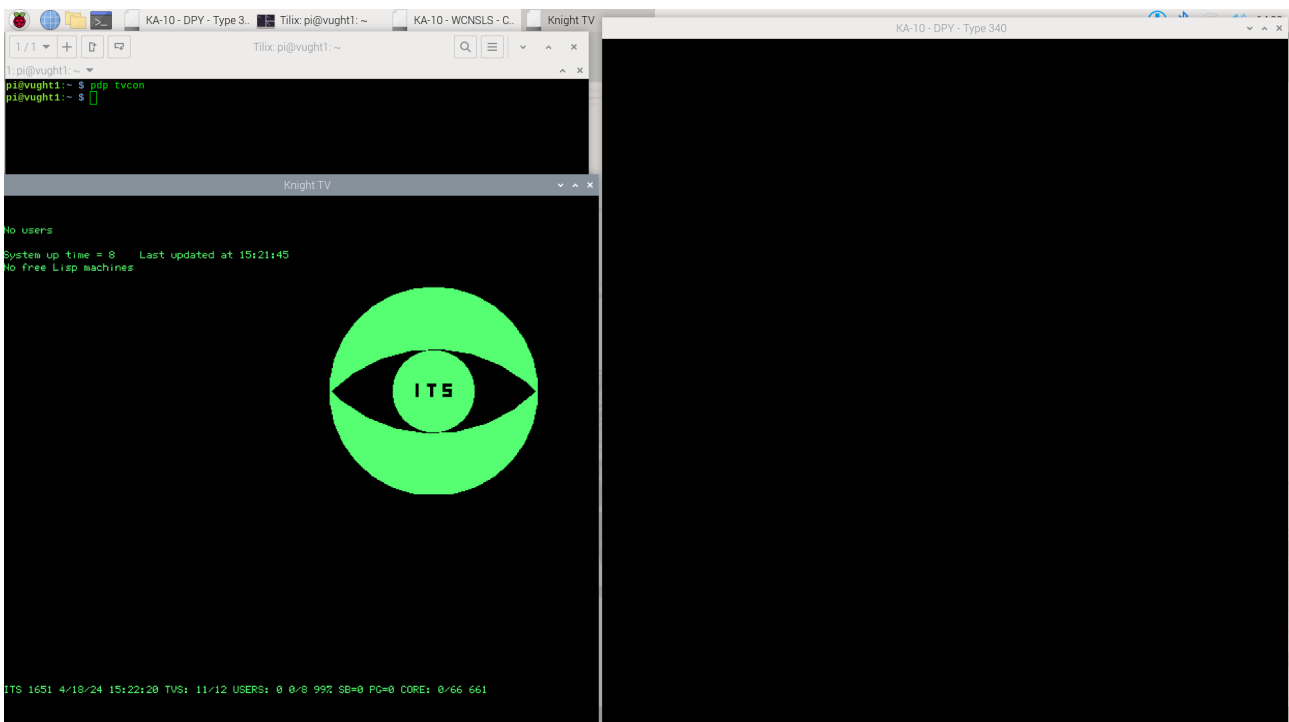 KA-10 - DPY - Type 3.. Tilix: pi@vught1: ~ KA-10 - WCNSLS - C.. Knight TV
KA-10 - DPY - Type 340
1 / 1 Tilix: pi@vught1: ~
1: pi@vught1: ~
pi@vught1:~ $ pdp tvcon
pi@vught1:~ $
Knight TV
No users
System up time = 8 Last updated at 15:21:45
No free Lisp machines
ITS
ITS 1651 4/18/24 15:22:20 TVS: 11/12 USERS: 0 0/8 99% SB=0 PG=0 CORE: 0/66 661